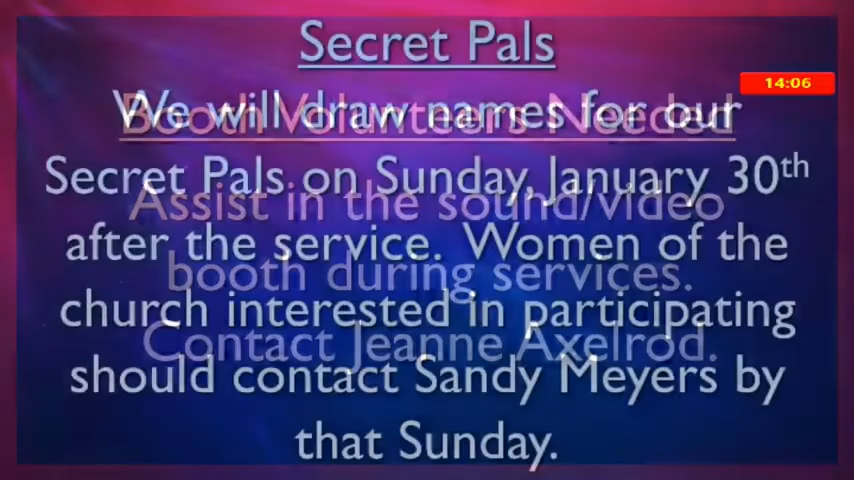 Secret Pals
We will draw names for our
Secret Pals on Sunday, January 30th
after the service. Women of the
church interested in participating
should contact Sandy Meyers by
that Sunday.
14:06
Booth Volunteers Needed
Assist in the sound/video
booth during services.
Contact Jeanne Axelrod.